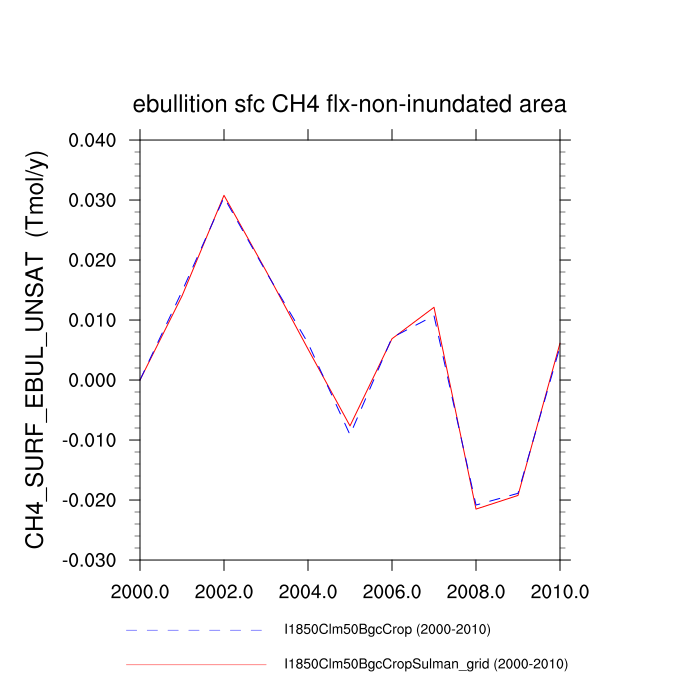 ebullition sfc CH4 flx-non-inundated area
CH4_SURF_EBUL_UNSAT (Tmol/y)
0.040
0.030
0.020
0.010
0.000
-0.010
-0.020
-0.030
2000.0 2002.0 2004.0 2006.0 2008.0 2010.0
I1850Clm50BgcCrop (2000-2010)
I1850Clm50BgcCropSulman_grid (2000-2010)